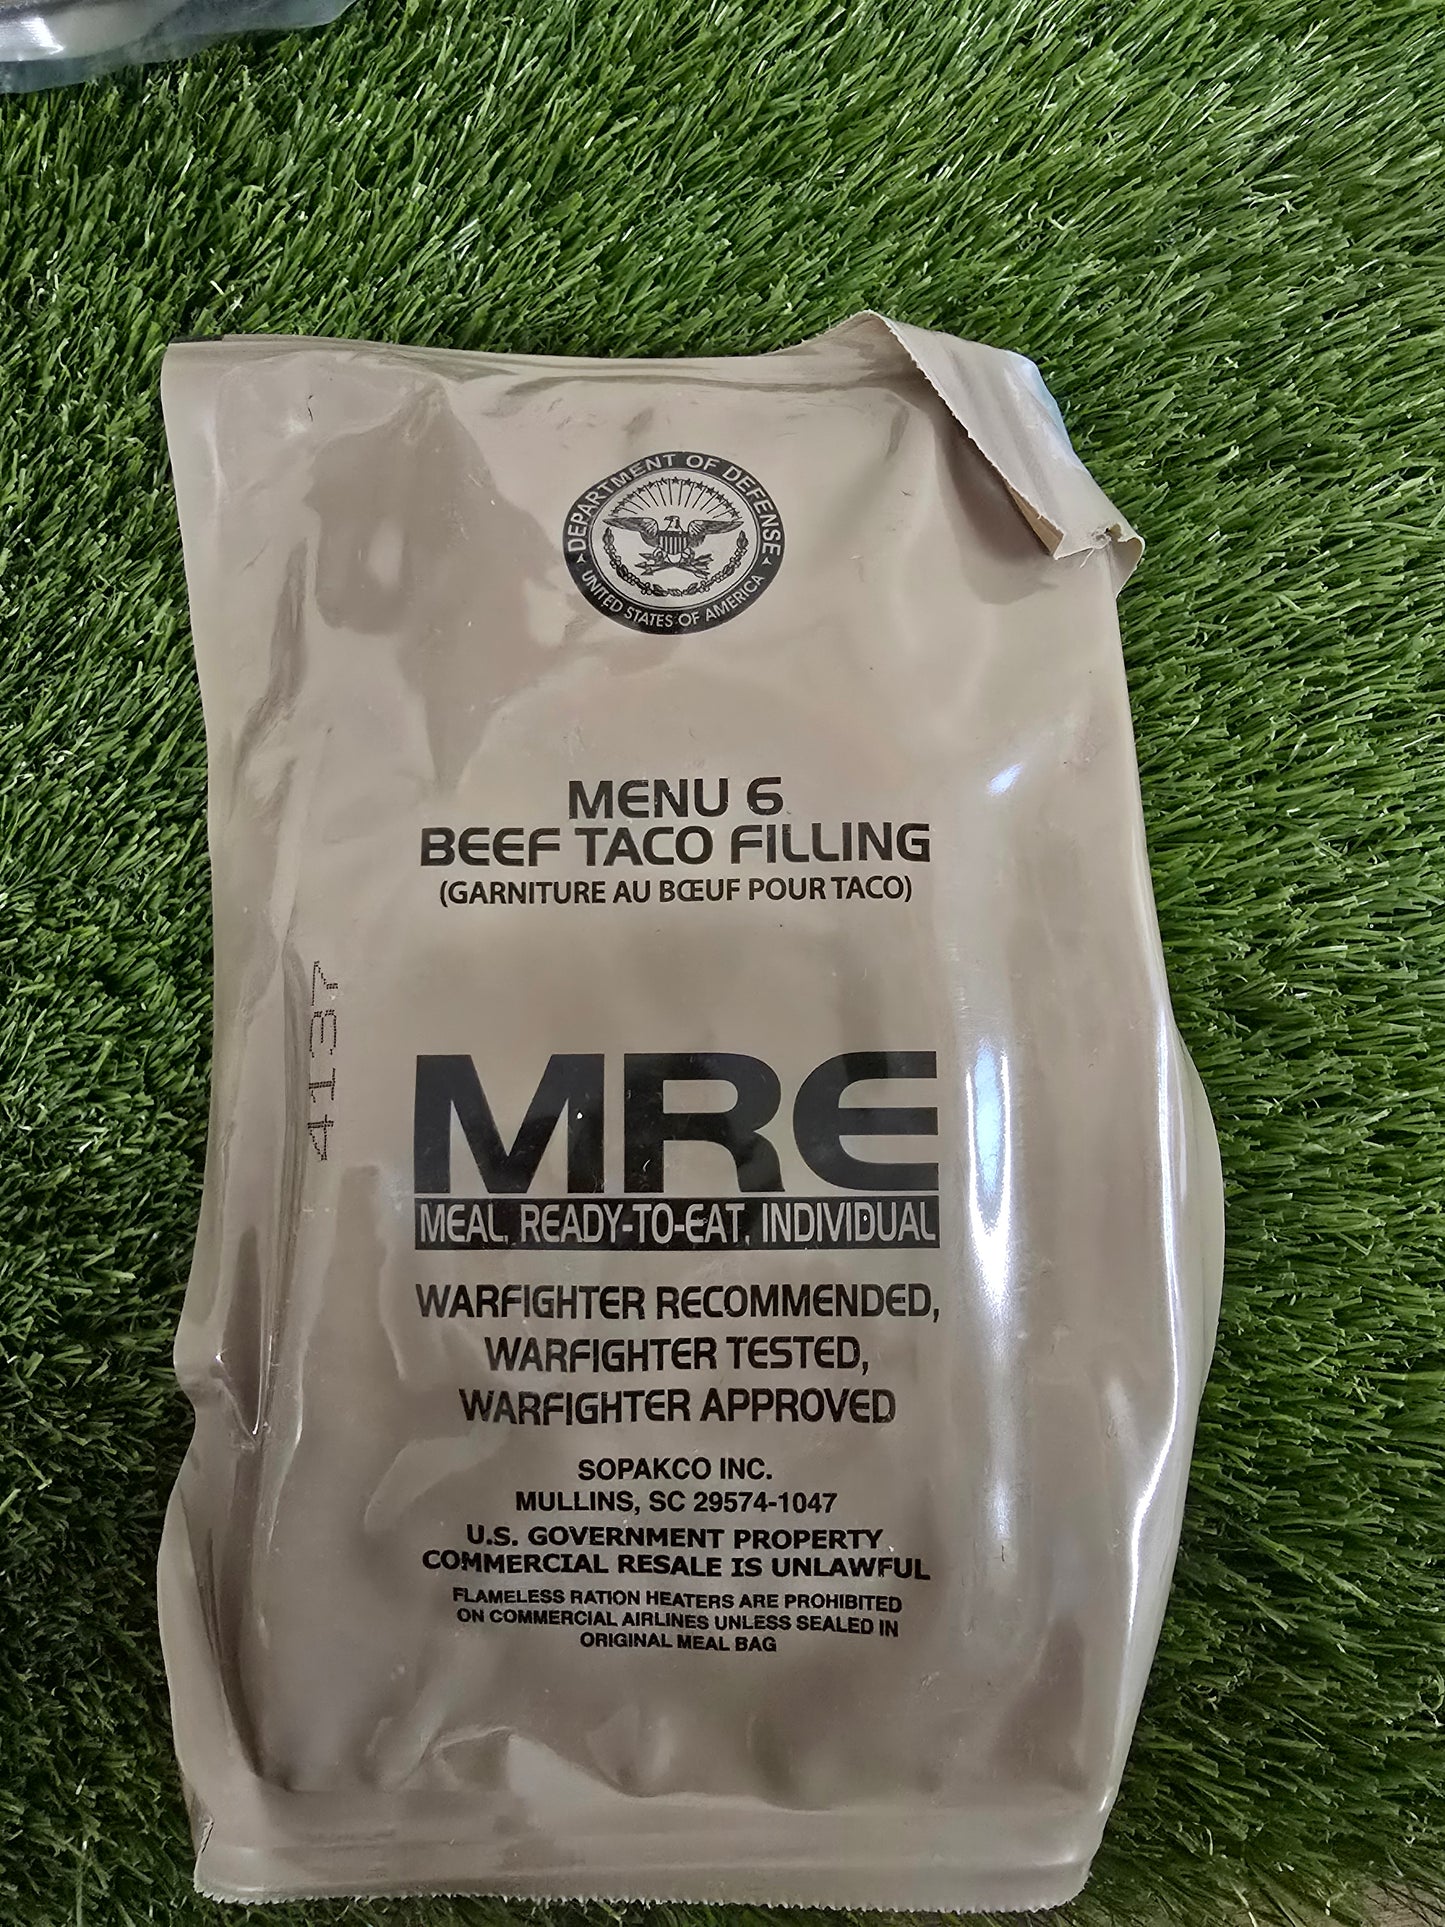 DEPARTMENT OF DEFENSE
UNITED STATES OF AMERICA
MENU 6
BEEF TACO FILLING
(GARNITURE AU BŒUF POUR TACO)
4137
MRE
MEAL, READY-TO-EAT, INDIVIDUAL
WARFIGHTER RECOMMENDED,
WARFIGHTER TESTED,
WARFIGHTER APPROVED
SOPAKCO INC.
MULLINS, SC 29574-1047
U.S. GOVERNMENT PROPERTY
COMMERCIAL RESALE IS UNLAWFUL
FLAMELESS RATION HEATERS ARE PROHIBITED
ON COMMERCIAL AIRLINES UNLESS SEALED IN
ORIGINAL MEAL BAG